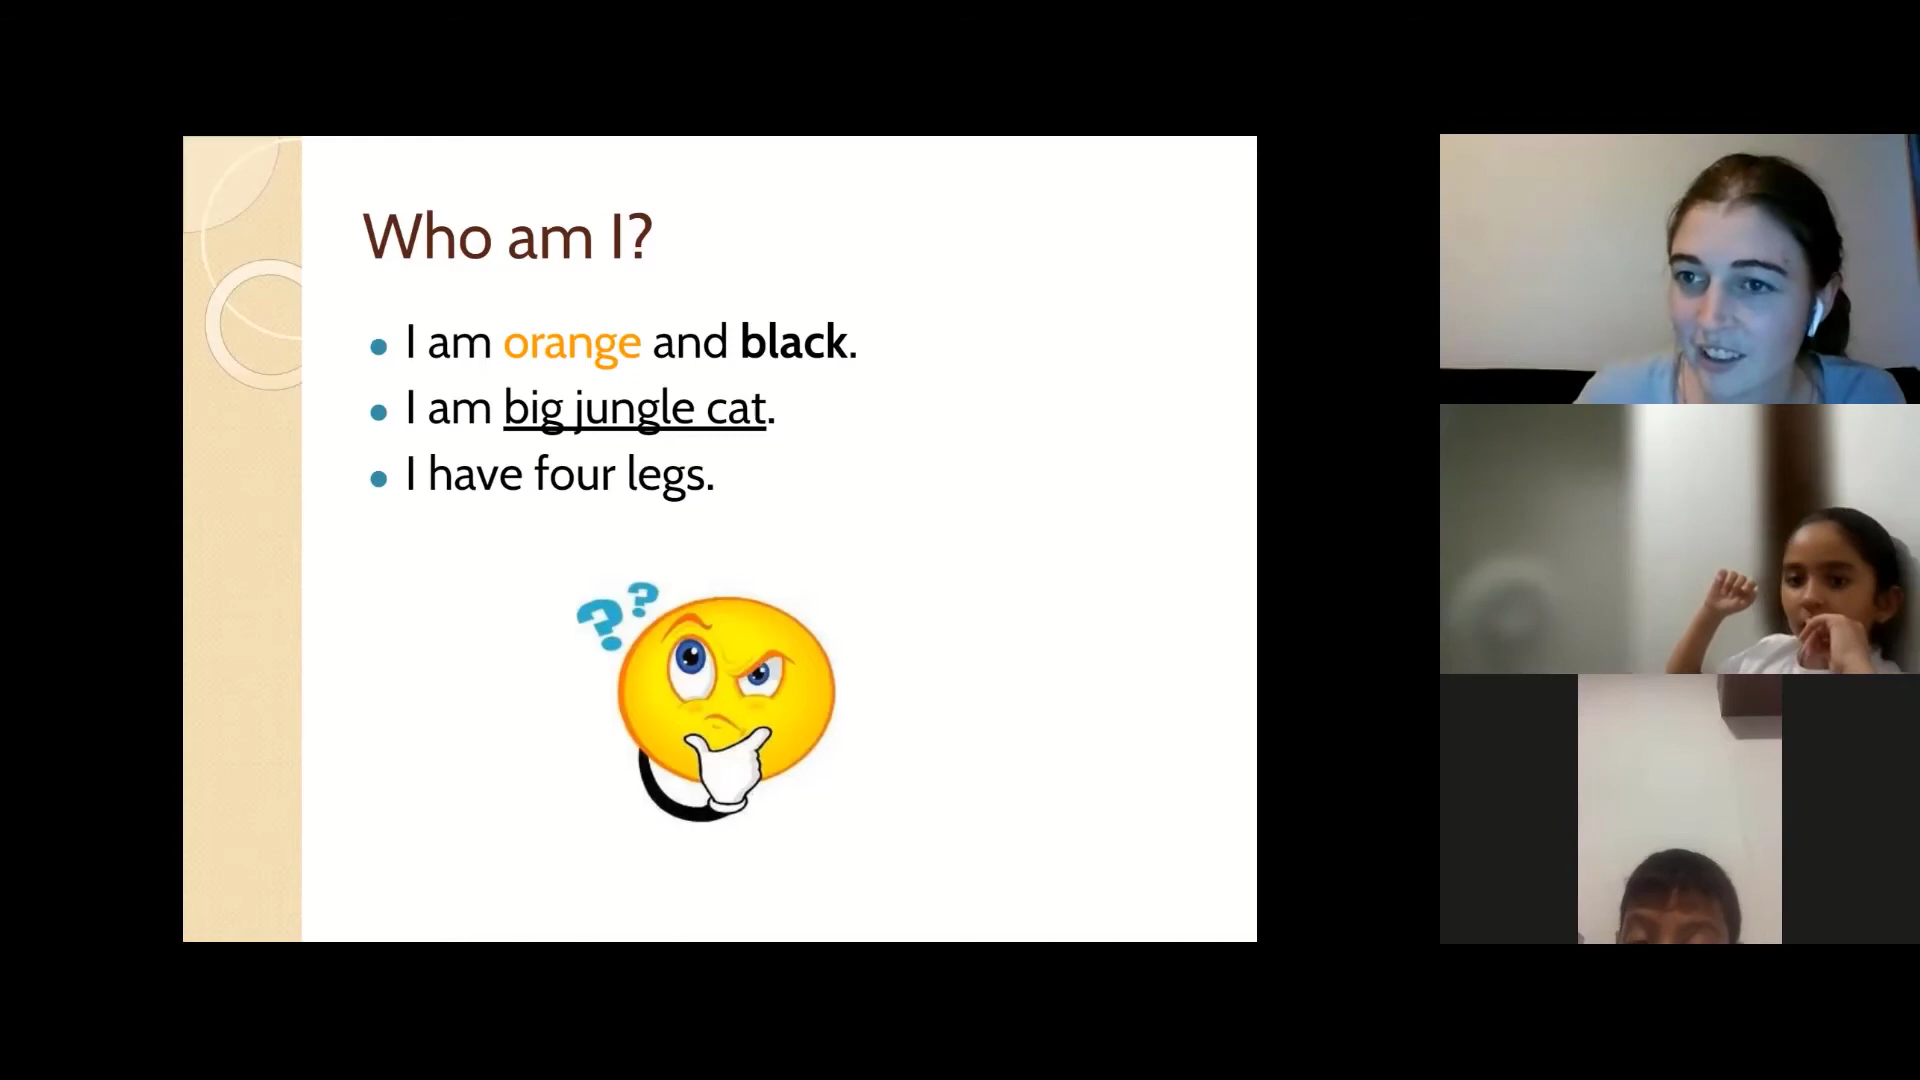 Who am I?
I am orange and black.
I am big jungle cat.
I have four legs.
??